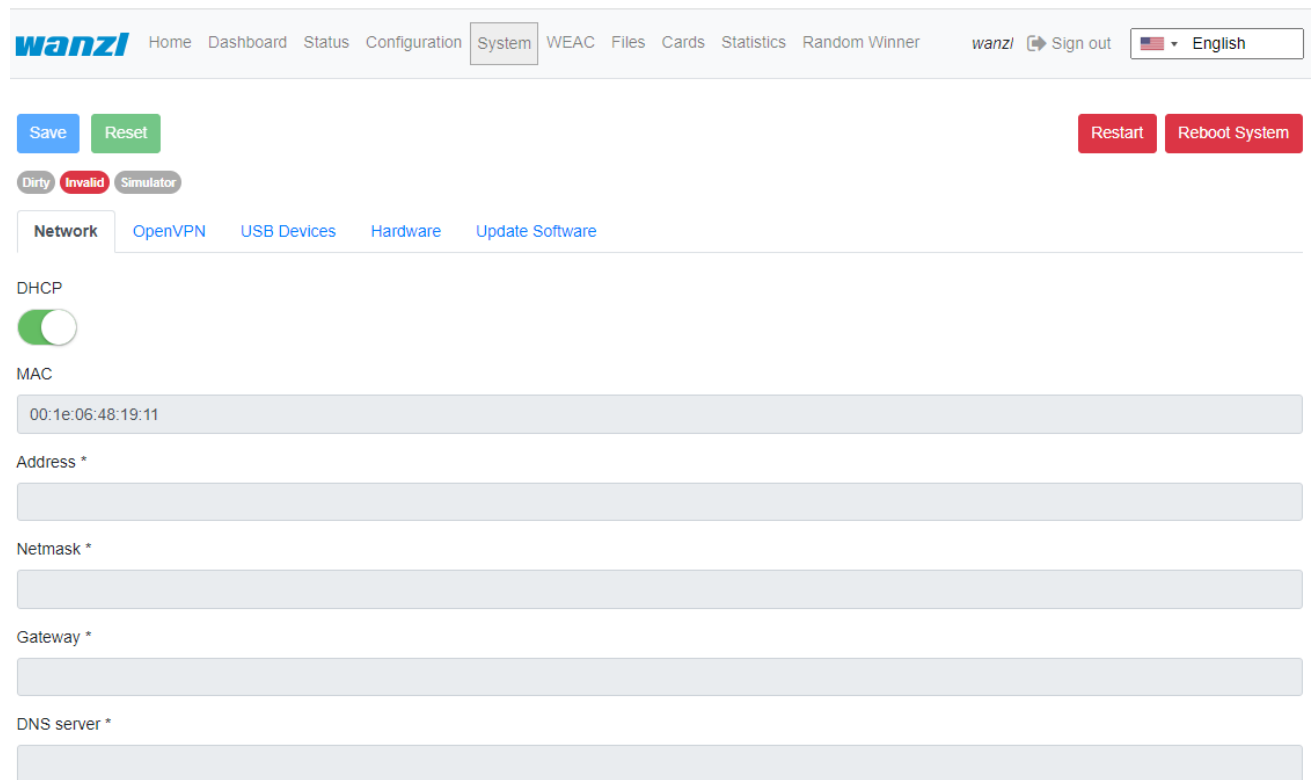 wanzl Home Dashboard Status Configuration System WEAC Files Cards Statistics Random Winner wanzl Sign out English
Save Reset Restart Reboot System
Dirty Invalid Simulator
Network OpenVPN USB Devices Hardware Update Software
DHCP
MAC
00:1e:06:48:19:11
Address *
Netmask *
Gateway *
DNS server *